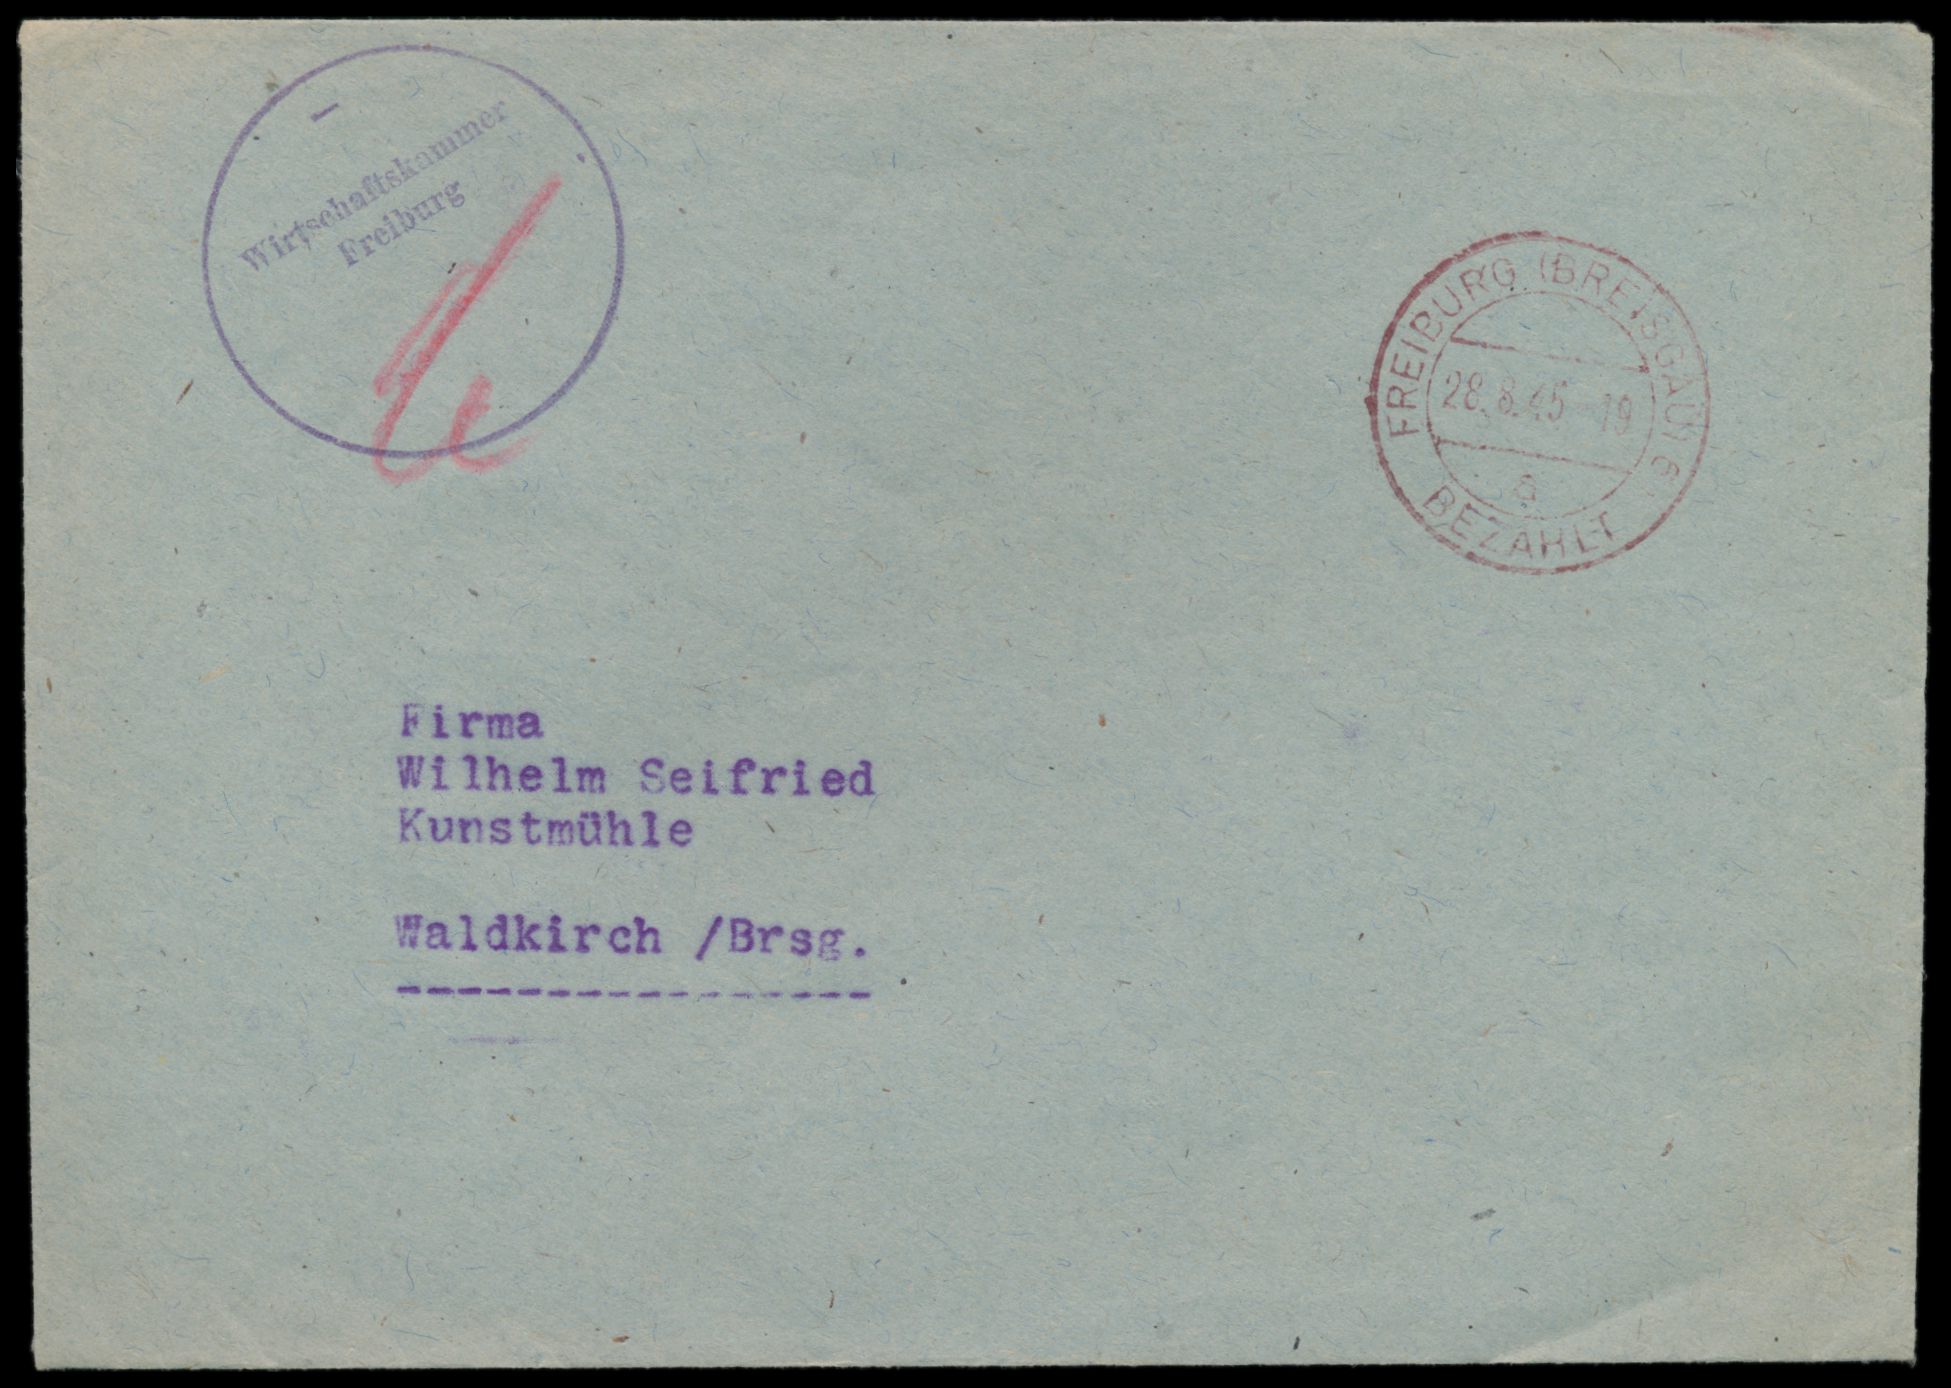 Wirtschaftskammer
Freiburg
FREIBURG (BREISGAU) 6
28.8.45-19
a
BEZAHLT
Firma
Wilhelm Seifried
Kunstmühle
Waldkirch /Brsg.
------------------